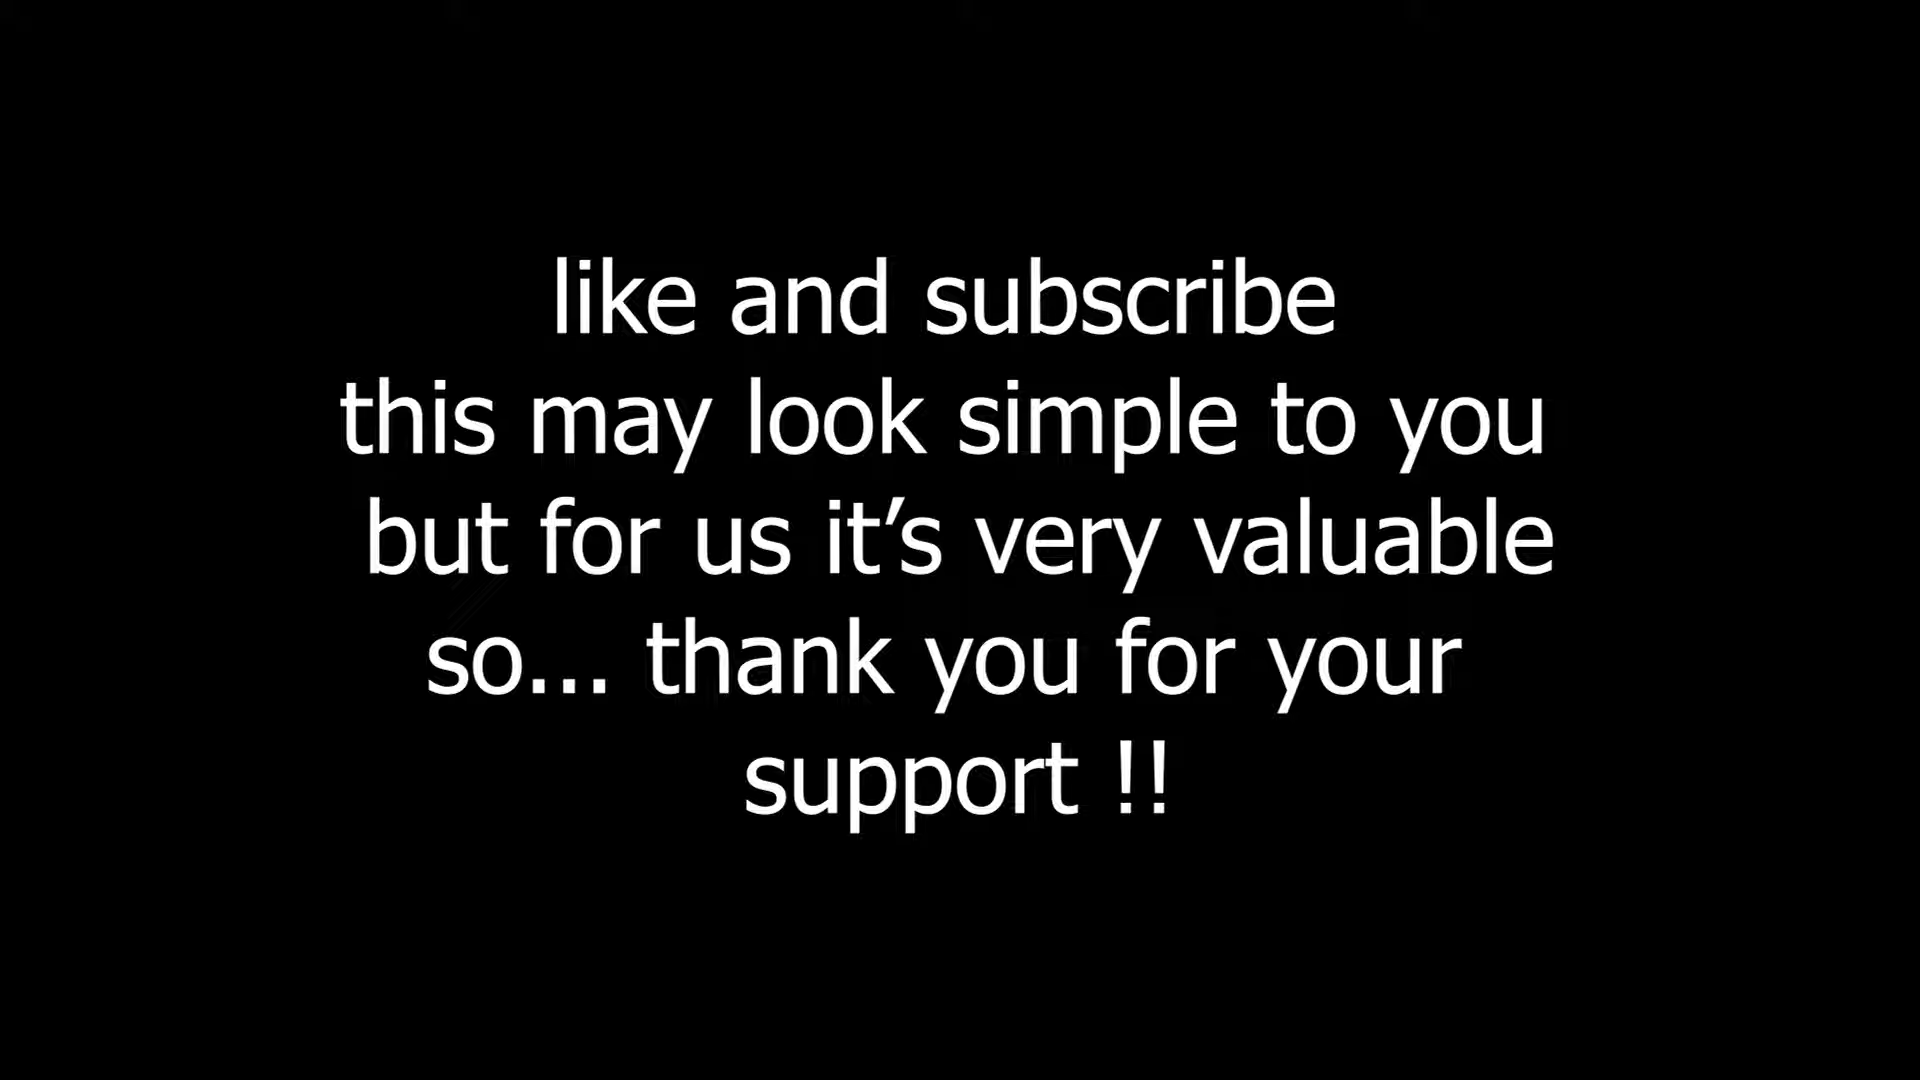 like and subscribe
this may look simple to you
but for us it’s very valuable
so... thank you for your
support !!